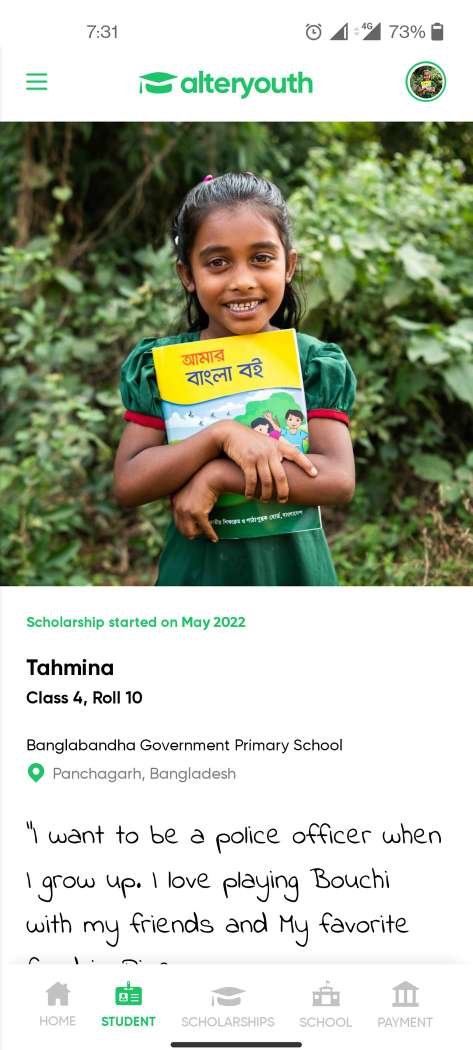 7:31
4G
73%
alteryouth
আমার
বাংলা বই
Scholarship started on May 2022
Tahmina
Class 4, Roll 10
Banglabandha Government Primary School
Panchagarh, Bangladesh
"I want to be a police officer when
I grow up. I love playing Bouchi
with my friends and My favorite
HOME
STUDENT
SCHOLARSHIPS
SCHOOL
PAYMENT